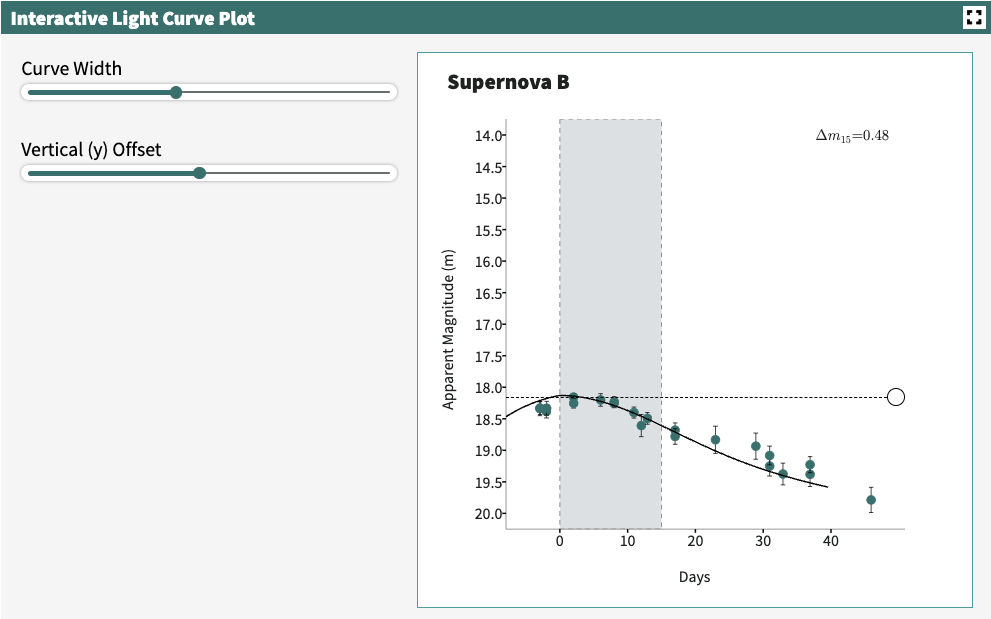 Interactive Light Curve Plot
Curve Width
Vertical (y) Offset
Supernova B
Δm15=0.48
Apparent Magnitude (m)
14.0
14.5
15.0
15.5
16.0
16.5
17.0
17.5
18.0
18.5
19.0
19.5
20.0
0 10 20 30 40
Days